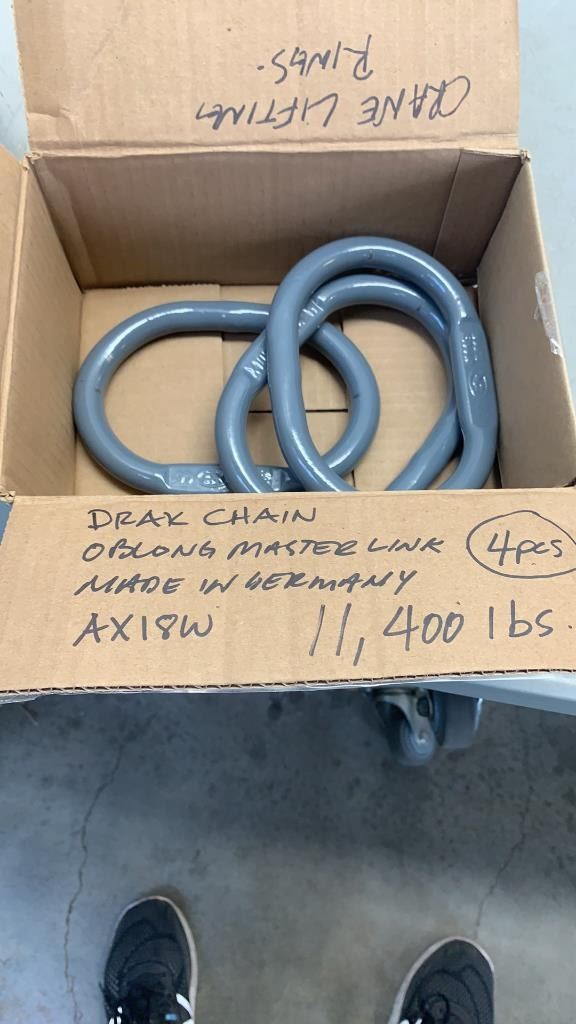 CRANE LIFTING
RINGS.
DRAK CHAIN
OBLONG MASTER LINK
4pcs
MADE IN GERMANY
AX18W 11,400 lbs.